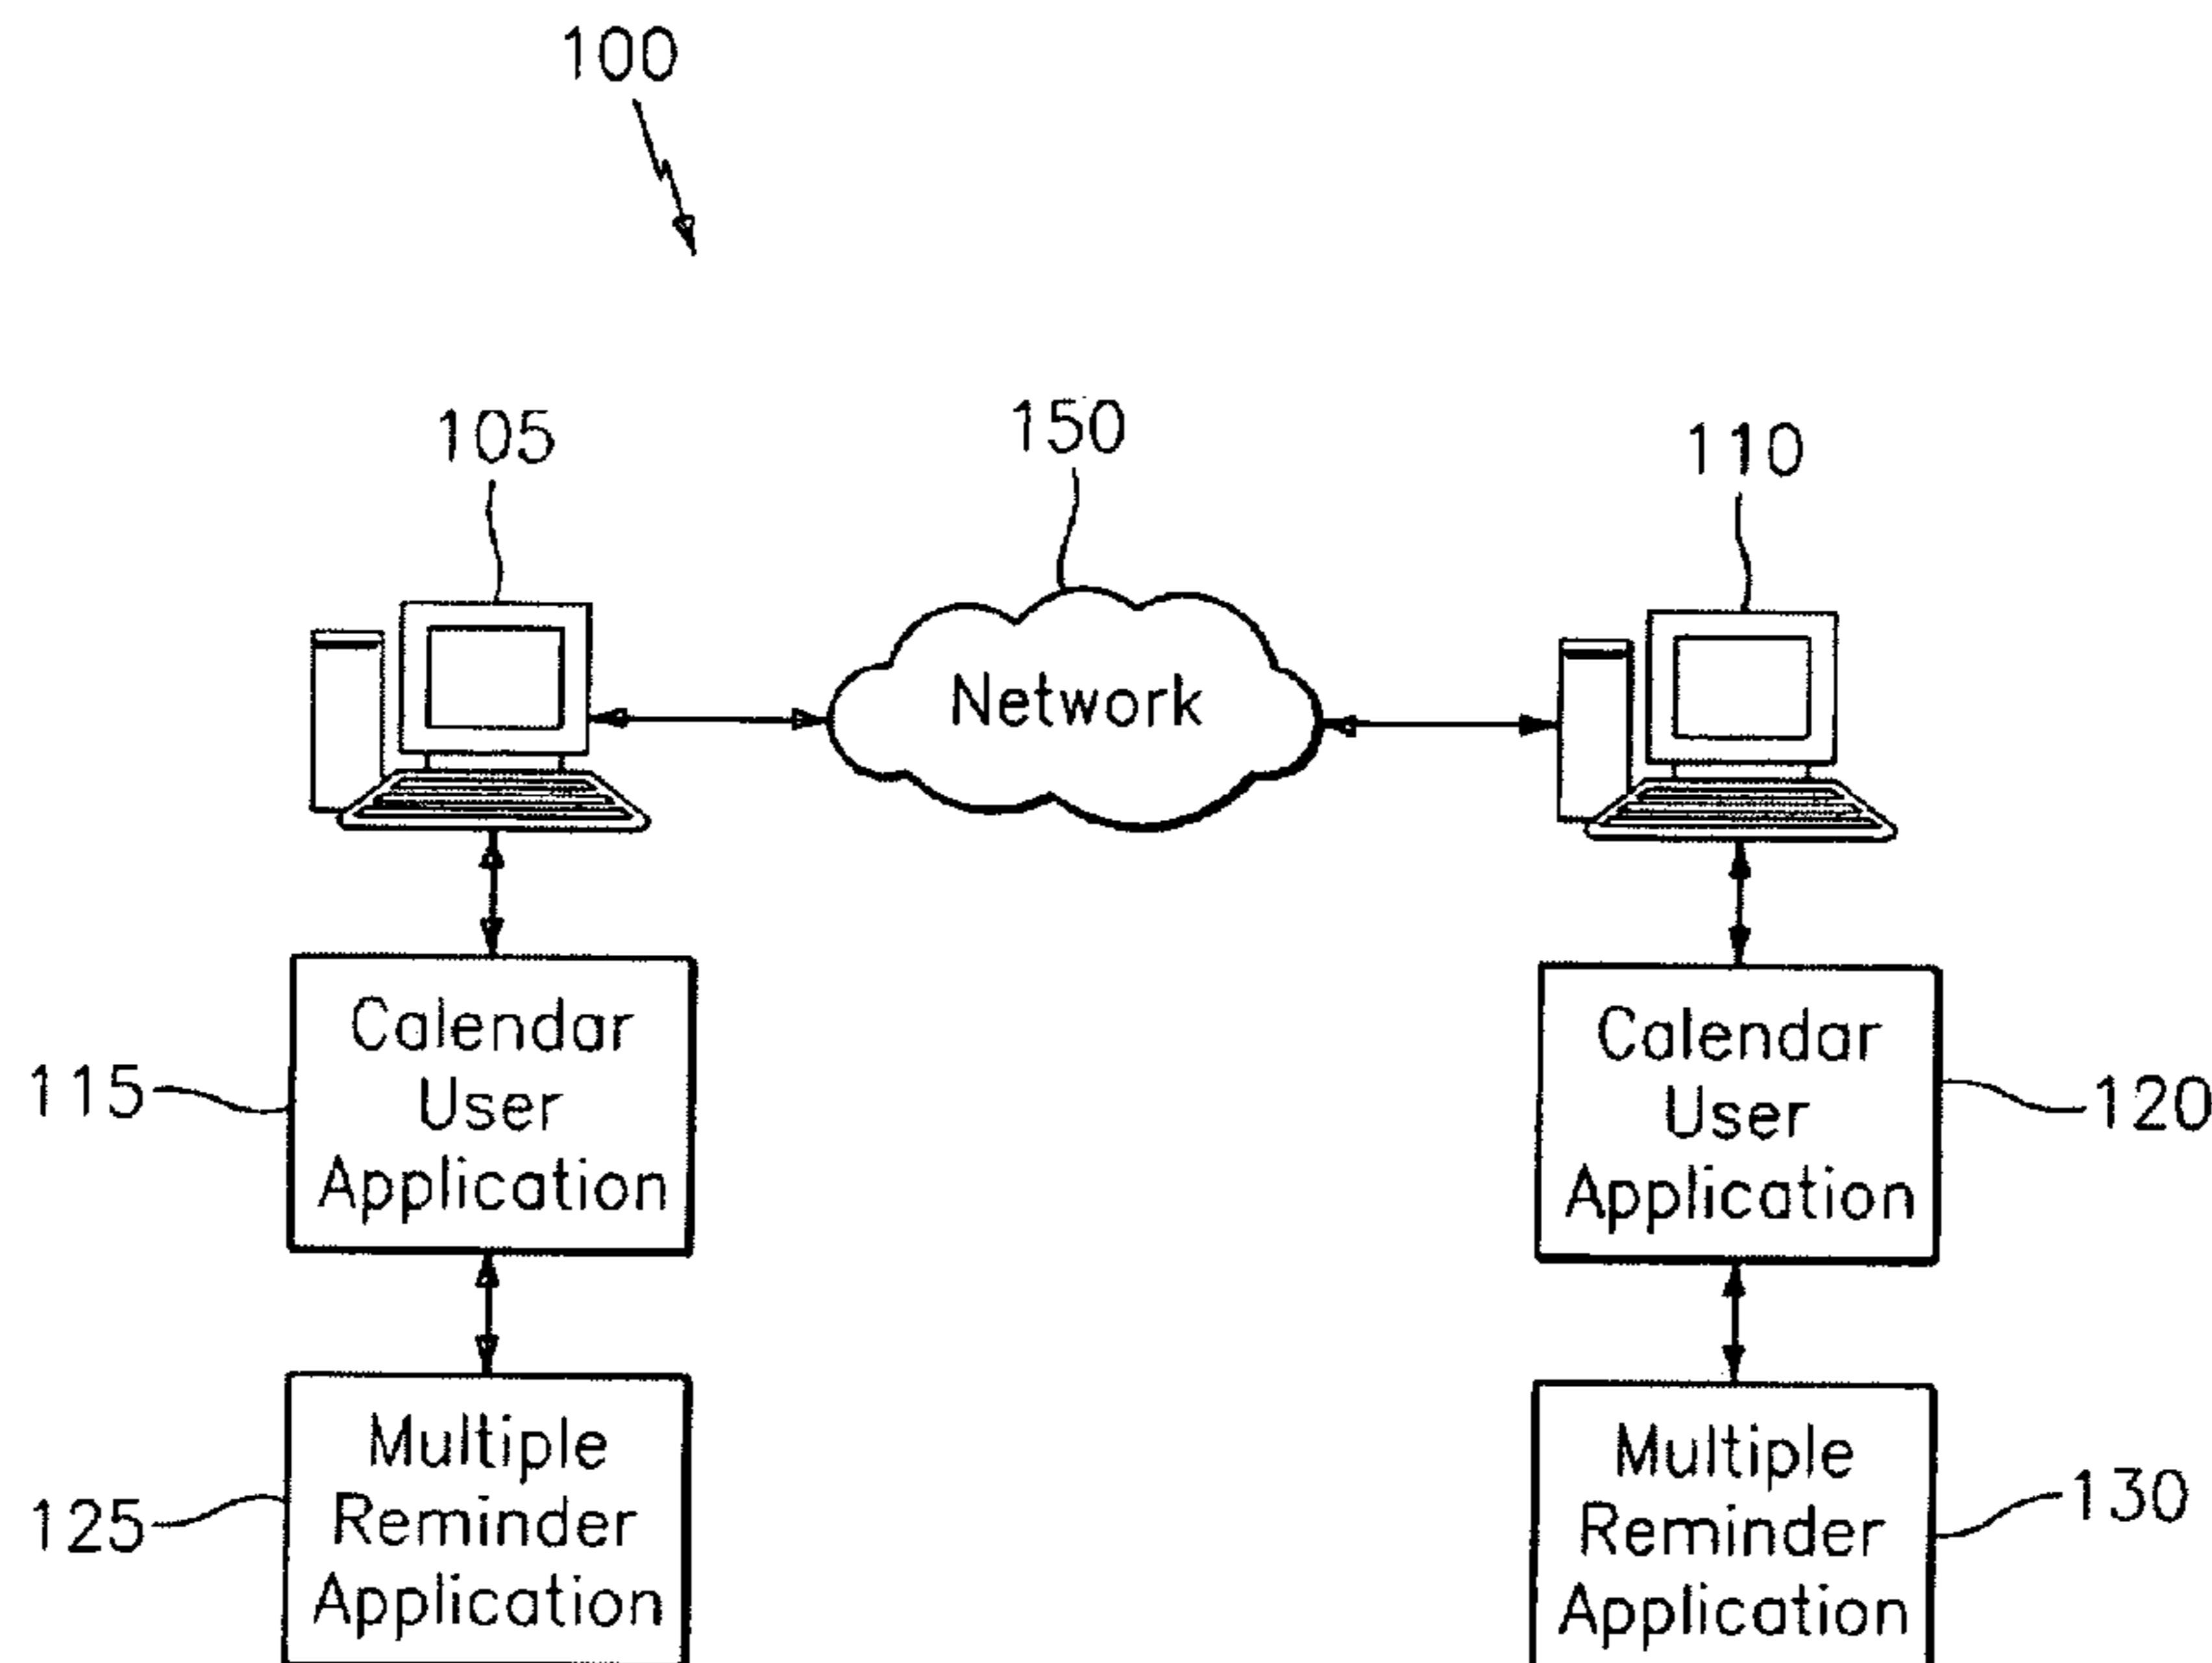 100
105
150
110
Network
Calendar
User
Application
115
Calendar
User
Application
120
Multiple
Reminder
Application
125
Multiple
Reminder
Application
130